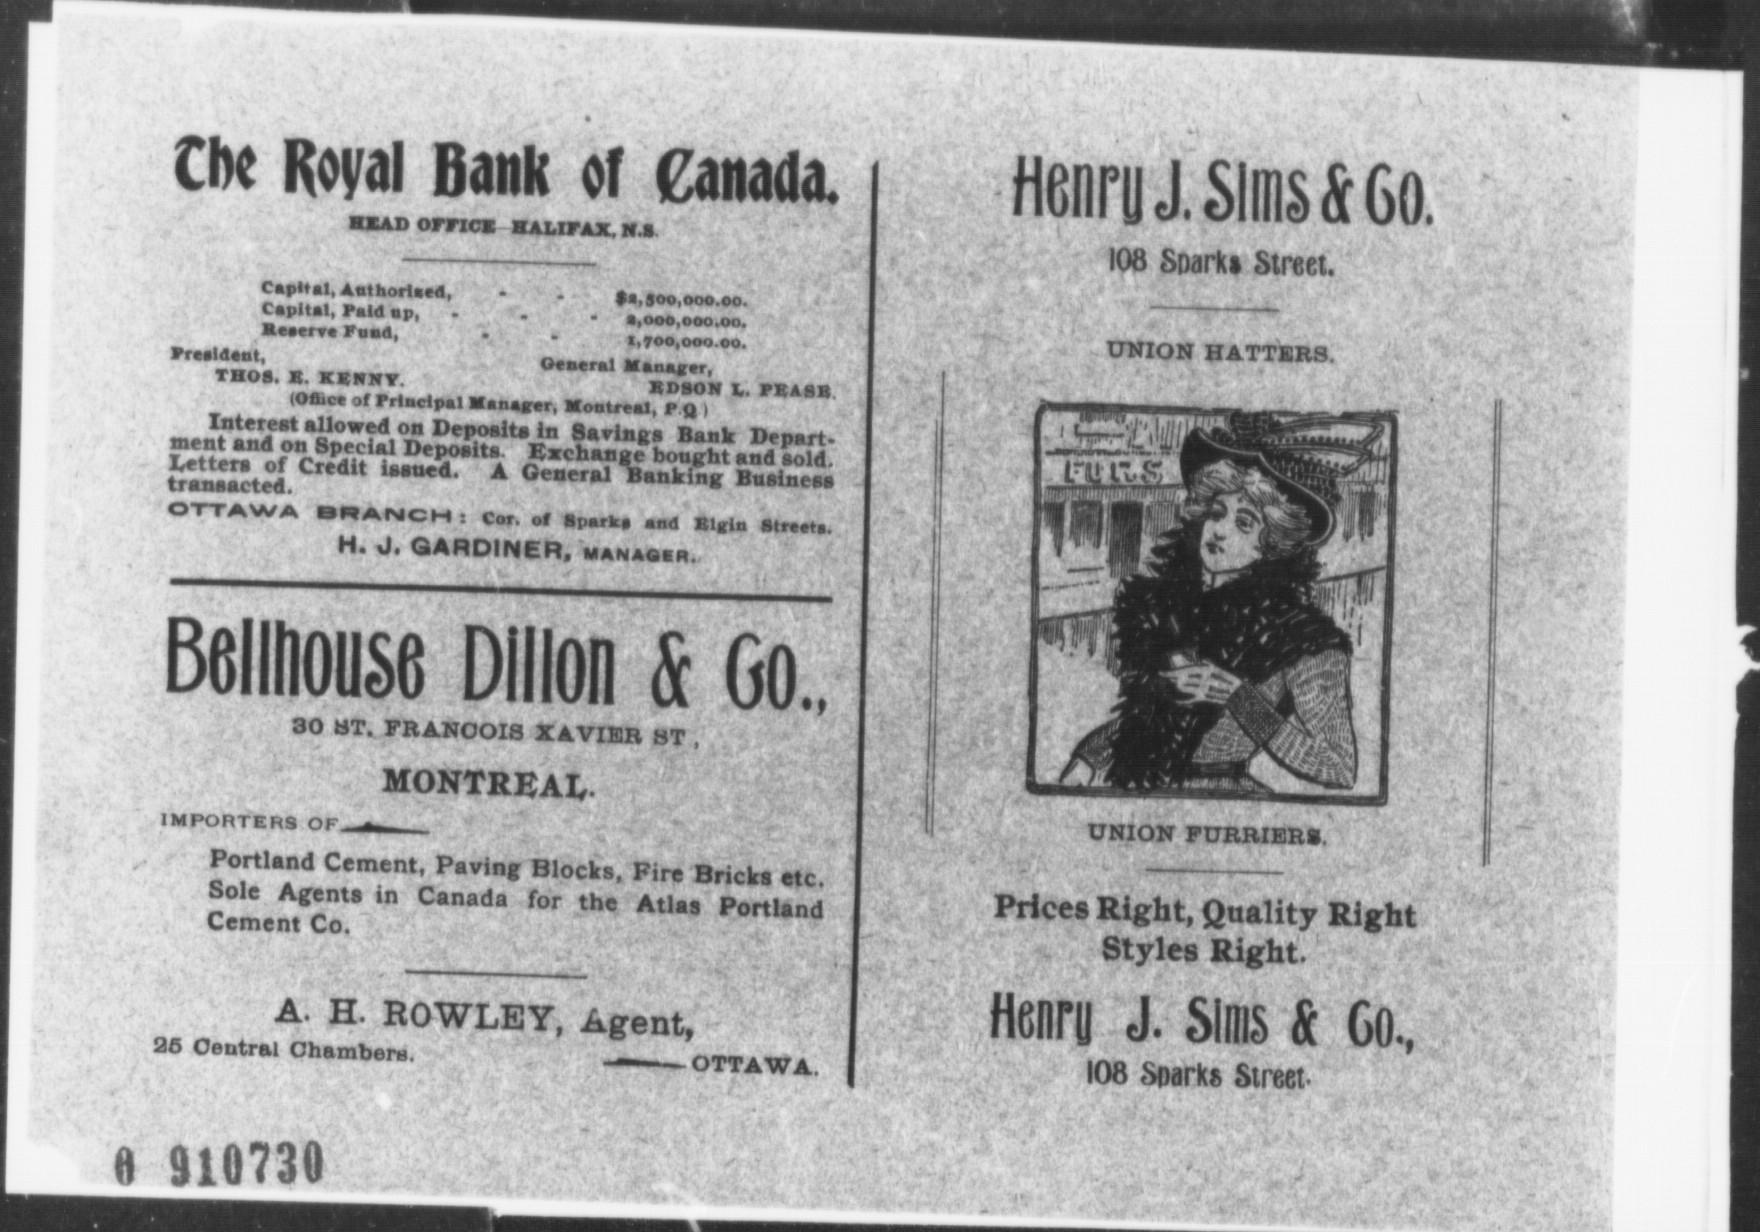 The Royal Bank of Canada.
HEAD OFFICE—HALIFAX, N.S.
Capital, Authorized, - - $2,500,000.00.
Capital, Paid up, - - - 2,000,000.00.
Reserve Fund, - - 1,700,000.00.
President, General Manager,
THOS. E. KENNY. EDSON L. PEASE.
(Office of Principal Manager, Montreal, P.Q)
Interest allowed on Deposits in Savings Bank Depart-
ment and on Special Deposits. Exchange bought and sold.
Letters of Credit issued. A General Banking Business
transacted.
OTTAWA BRANCH: Cor. of Sparks and Elgin Streets.
H. J. GARDINER, MANAGER.
Bellhouse Dillon & Co.,
30 ST. FRANCOIS XAVIER ST,
MONTREAL.
IMPORTERS OF
Portland Cement, Paving Blocks, Fire Bricks etc.
Sole Agents in Canada for the Atlas Portland
Cement Co.
A. H. ROWLEY, Agent,
25 Central Chambers.
OTTAWA.
Henry J. Sims & Co.
108 Sparks Street.
UNION HATTERS.
FURS
UNION FURRIERS.
Prices Right, Quality Right
Styles Right.
Henry J. Sims & Co.,
108 Sparks Street.
0 910730